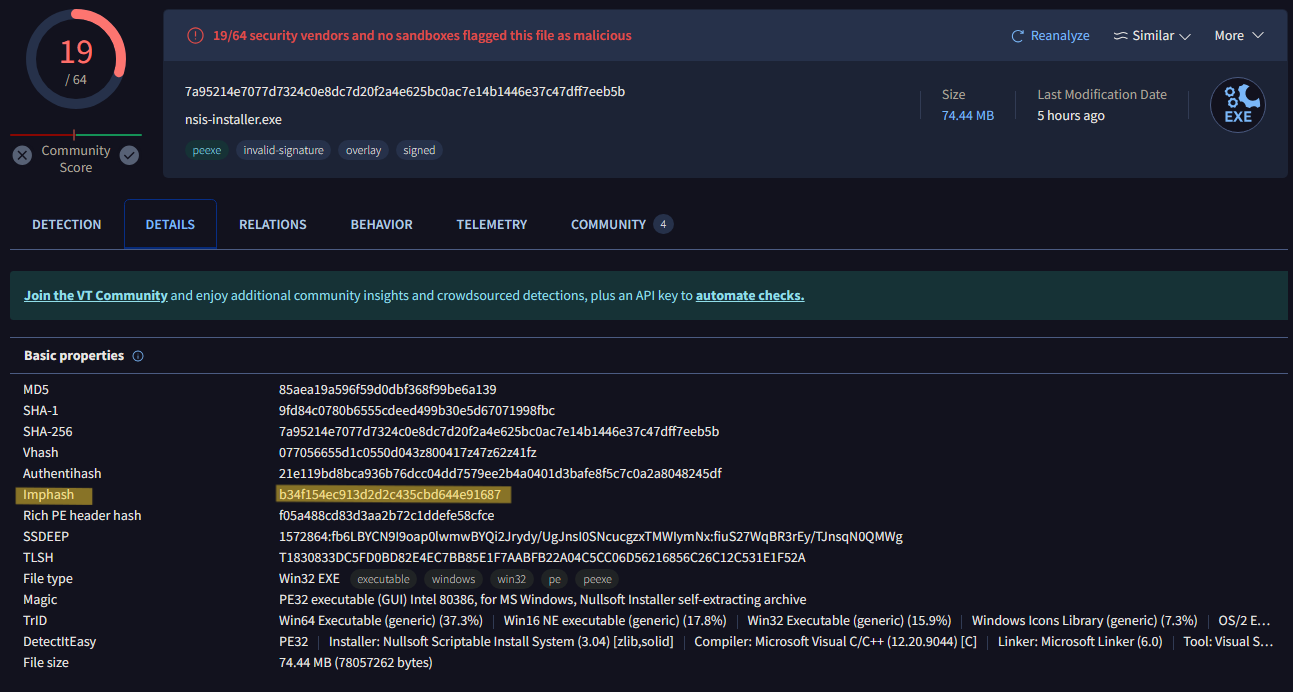 19
/ 64
Community
Score
19/64 security vendors and no sandboxes flagged this file as malicious
Reanalyze
Similar
More
7a95214e7077d7324c0e8dc7d20f2a4e625bc0ac7e14b1446e37c47dff7eeb5b
nsis-installer.exe
peexe invalid-signature overlay signed
Size
74.44 MB
Last Modification Date
5 hours ago
EXE
DETECTION DETAILS RELATIONS BEHAVIOR TELEMETRY COMMUNITY 4
Join the VT Community and enjoy additional community insights and crowdsourced detections, plus an API key to automate checks.
Basic properties
MD5 85aea19a596f59d0dbf368f99be6a139
SHA-1 9fd84c0780b6555cdeed499b30e5d67071998fbc
SHA-256 7a95214e7077d7324c0e8dc7d20f2a4e625bc0ac7e14b1446e37c47dff7eeb5b
Vhash 077056655d1c0550d043z800417z47z62z41fz
Authentihash 21e119bd8bca936b76dcc04dd7579ee2b4a0401d3bafe8f5c7c0a2a8048245df
Imphash b34f154ec913d2d2c435cbd644e91687
Rich PE header hash f05a488cd83d3aa2b72c1ddefe58cfce
SSDEEP 1572864:fb6LBYCN9I9oap0lwmwBYQi2Jrydy/UgJnsI0SNcucgzxTMWIymNx:fiuS27WqBR3rEy/TJnsqN0QMWg
TLSH T1830833DC5FD0BD82E4EC7BB85E1F7AABFB22A04C5CC06D56216856C26C12C531E1F52A
File type Win32 EXE executable windows win32 pe peexe
Magic PE32 executable (GUI) Intel 80386, for MS Windows, Nullsoft Installer self-extracting archive
TrID Win64 Executable (generic) (37.3%) Win16 NE executable (generic) (17.8%) Win32 Executable (generic) (15.9%) Windows Icons Library (generic) (7.3%) OS/2 E…
DetectItEasy PE32 Installer: Nullsoft Scriptable Install System (3.04) [zlib,solid] Compiler: Microsoft Visual C/C++ (12.20.9044) [C] Linker: Microsoft Linker (6.0) Tool: Visual S…
File size 74.44 MB (78057262 bytes)